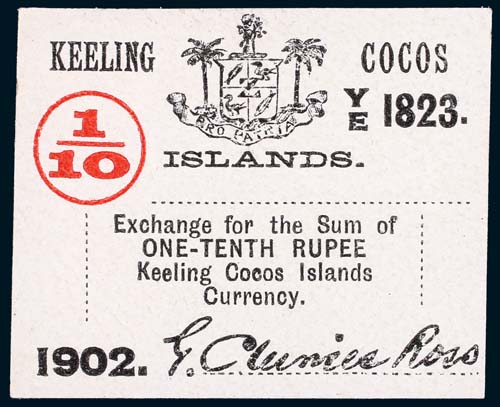 KEELING COCOS
PRO PATRIA
YE 1823.
1/10
ISLANDS.
Exchange for the Sum of
ONE-TENTH RUPEE
Keeling Cocos Islands
Currency.
1902. G. Clunies Ross